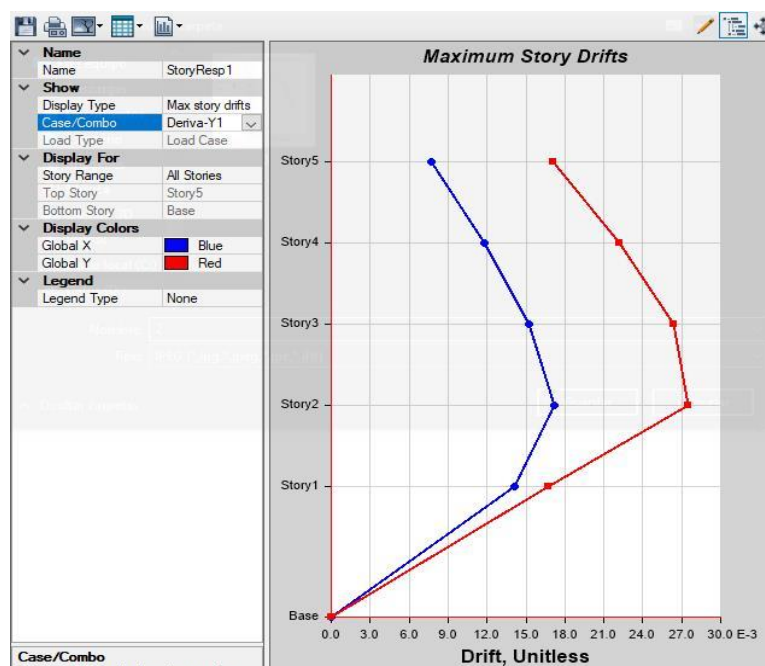 Name
Name StoryResp1
Show
Display Type Max story drifts
Case/Combo Deriva-Y1
Load Type Load Case
Display For
Story Range All Stories
Top Story Story5
Bottom Story Base
Display Colors
Global X Blue
Global Y Red
Legend
Legend Type None
Case/Combo
Maximum Story Drifts
Story5
Story4
Story3
Story2
Story1
Base
0.0 3.0 6.0 9.0 12.0 15.0 18.0 21.0 24.0 27.0 30.0 E-3
Drift, Unitless